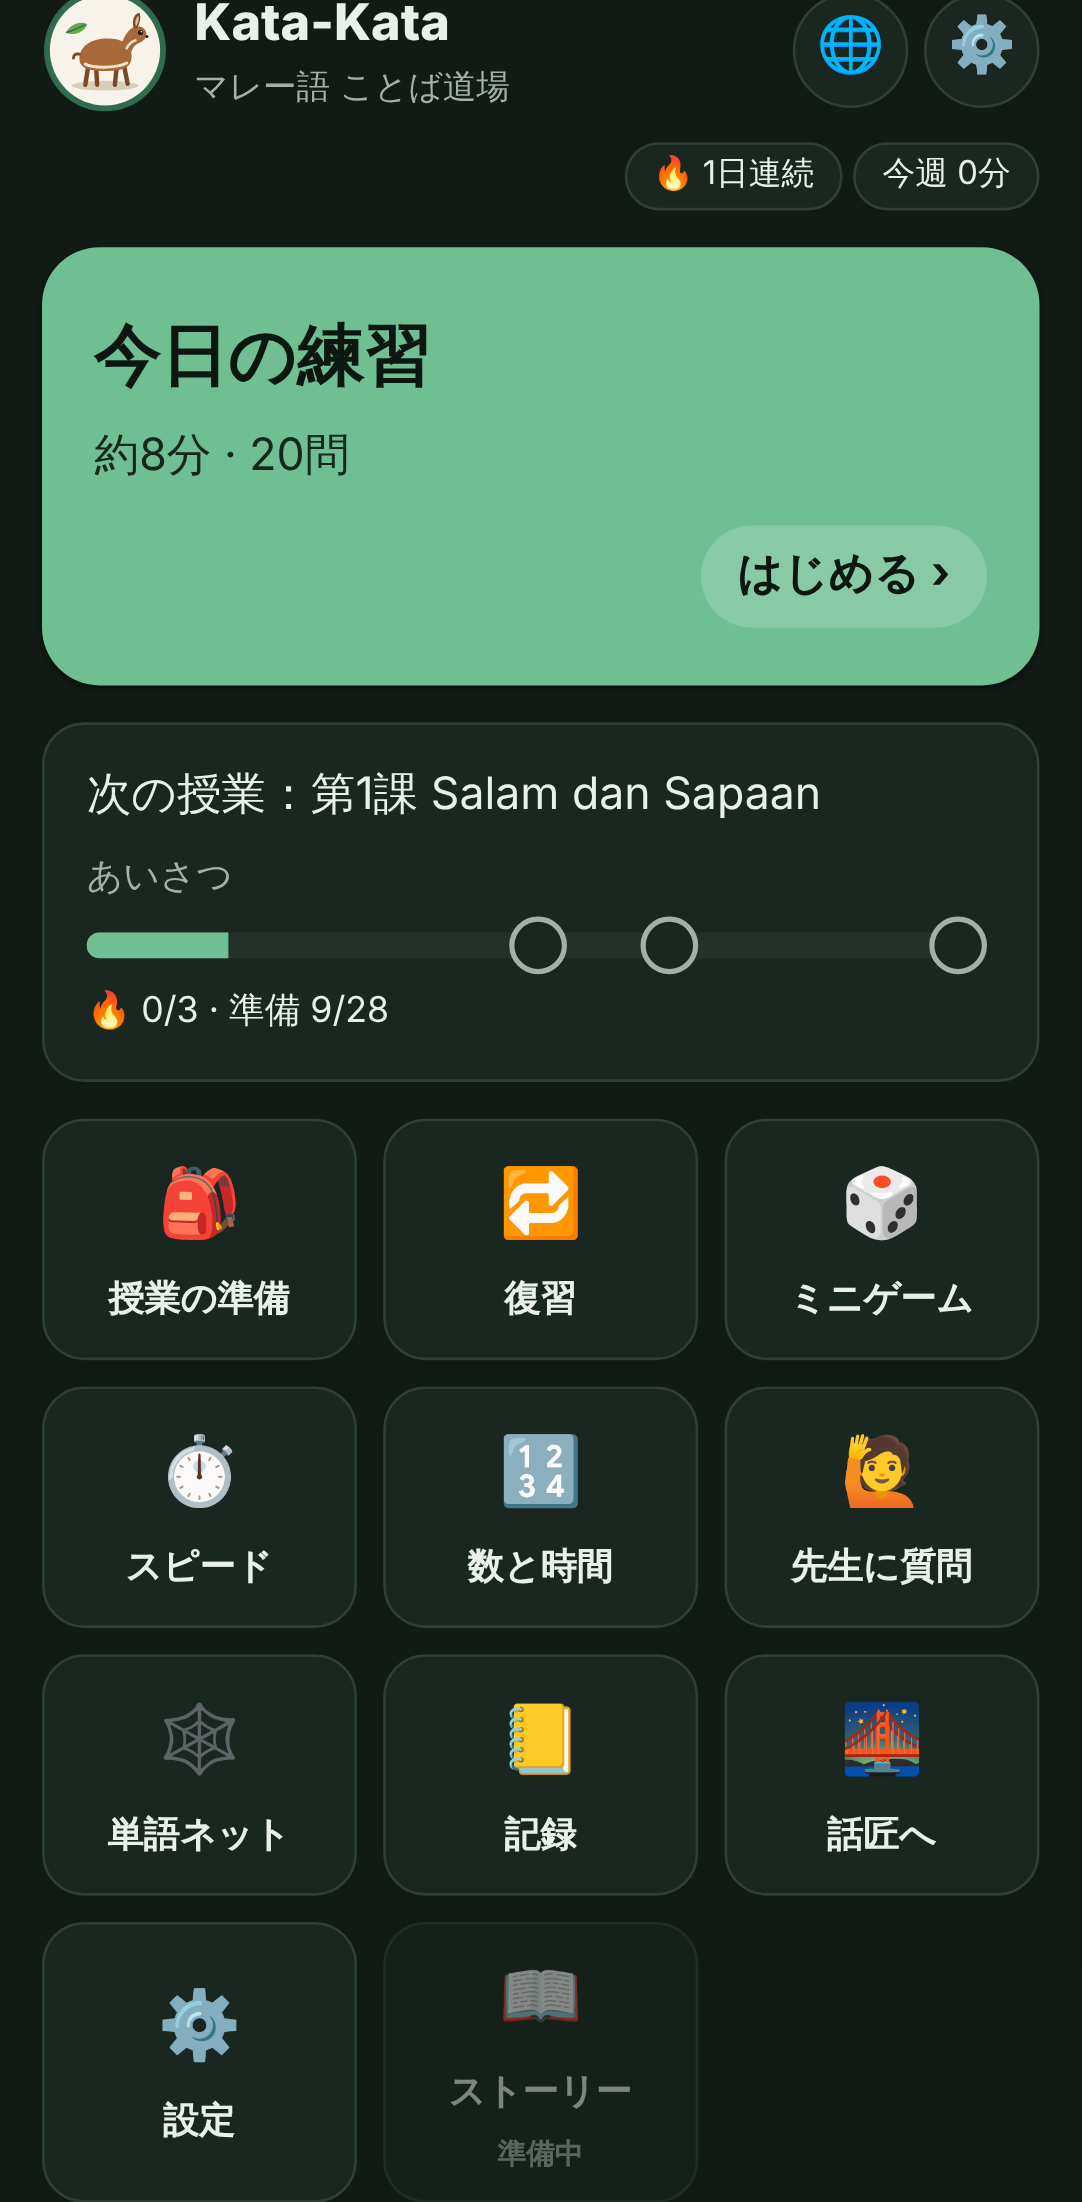 Kata-Kata
マレー語 ことば道場
🔥 1日連続
今週 0分
今日の練習
約8分 · 20問
はじめる ›
次の授業：第1課 Salam dan Sapaan
あいさつ
🔥 0/3 · 準備 9/28
授業の準備
復習
ミニゲーム
スピード
数と時間
先生に質問
単語ネット
記録
話匠へ
設定
ストーリー
準備中